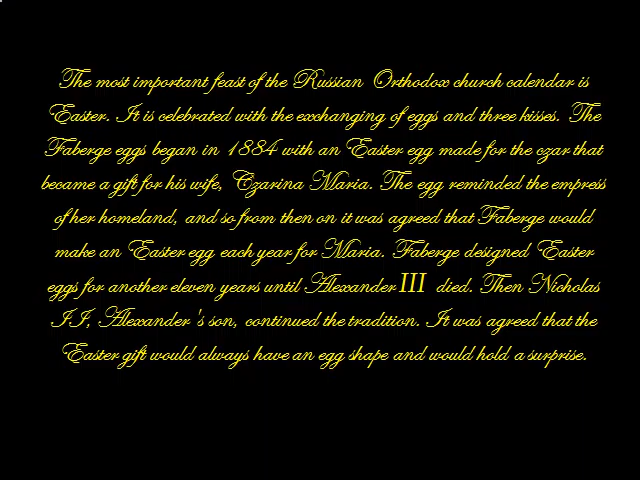 The most important feast of the Russian Orthodox church calendar is
Easter. It is celebrated with the exchanging of eggs and three kisses. The
Faberge eggs began in 1884 with an Easter egg made for the czar that
became a gift for his wife, Czarina Maria. The egg reminded the empress
of her homeland, and so from then on it was agreed that Faberge would
make an Easter egg each year for Maria. Faberge designed Easter
eggs for another eleven years until Alexander III died. Then Nicholas
II, Alexander 's son, continued the tradition. It was agreed that the
Easter gift would always have an egg shape and would hold a surprise.